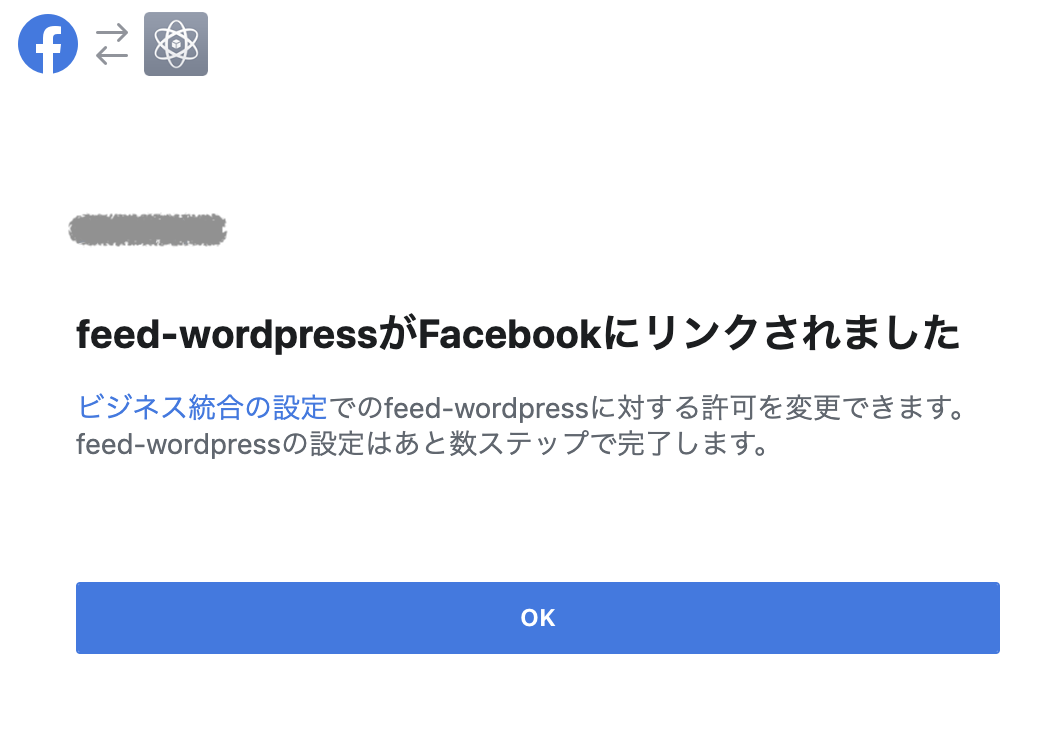 feed-wordpressがFacebookにリンクされました
ビジネス統合の設定でのfeed-wordpressに対する許可を変更できます。
feed-wordpressの設定はあと数ステップで完了します。
OK